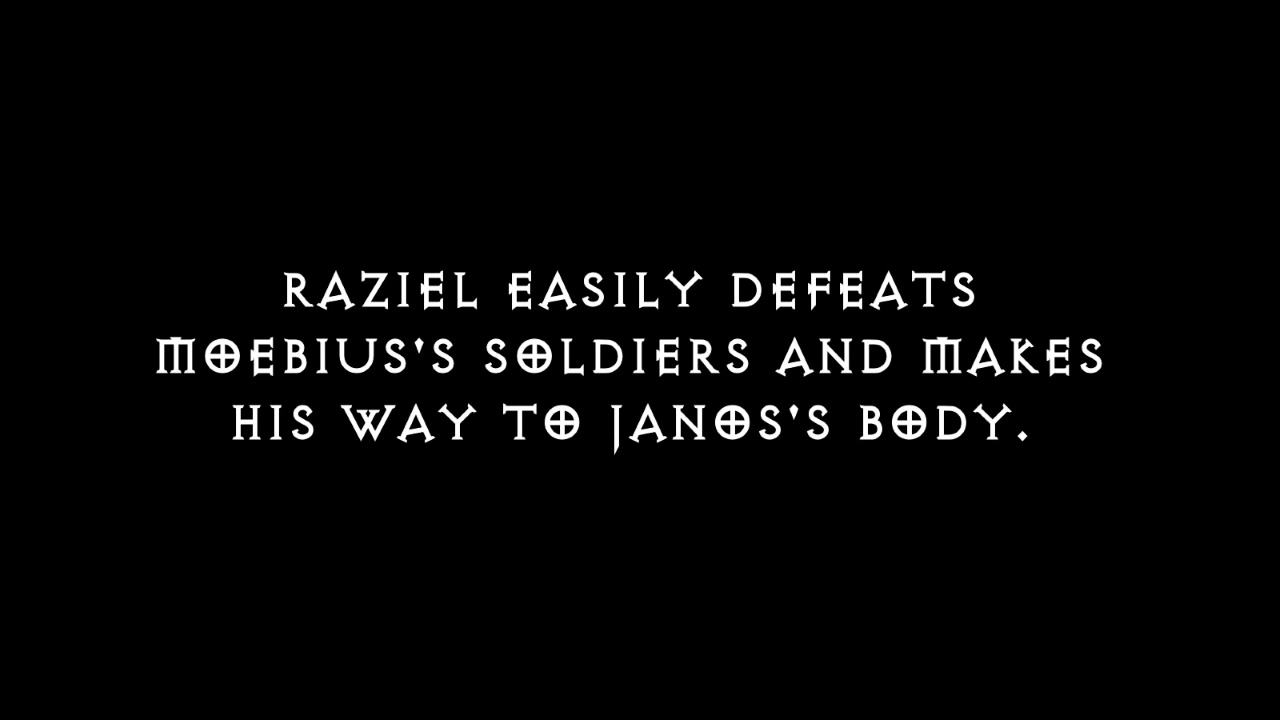 RAZIEL EASILY DEFEATS
MOEBIUS'S SOLDIERS AND MAKES
HIS WAY TO JANOS'S BODY.